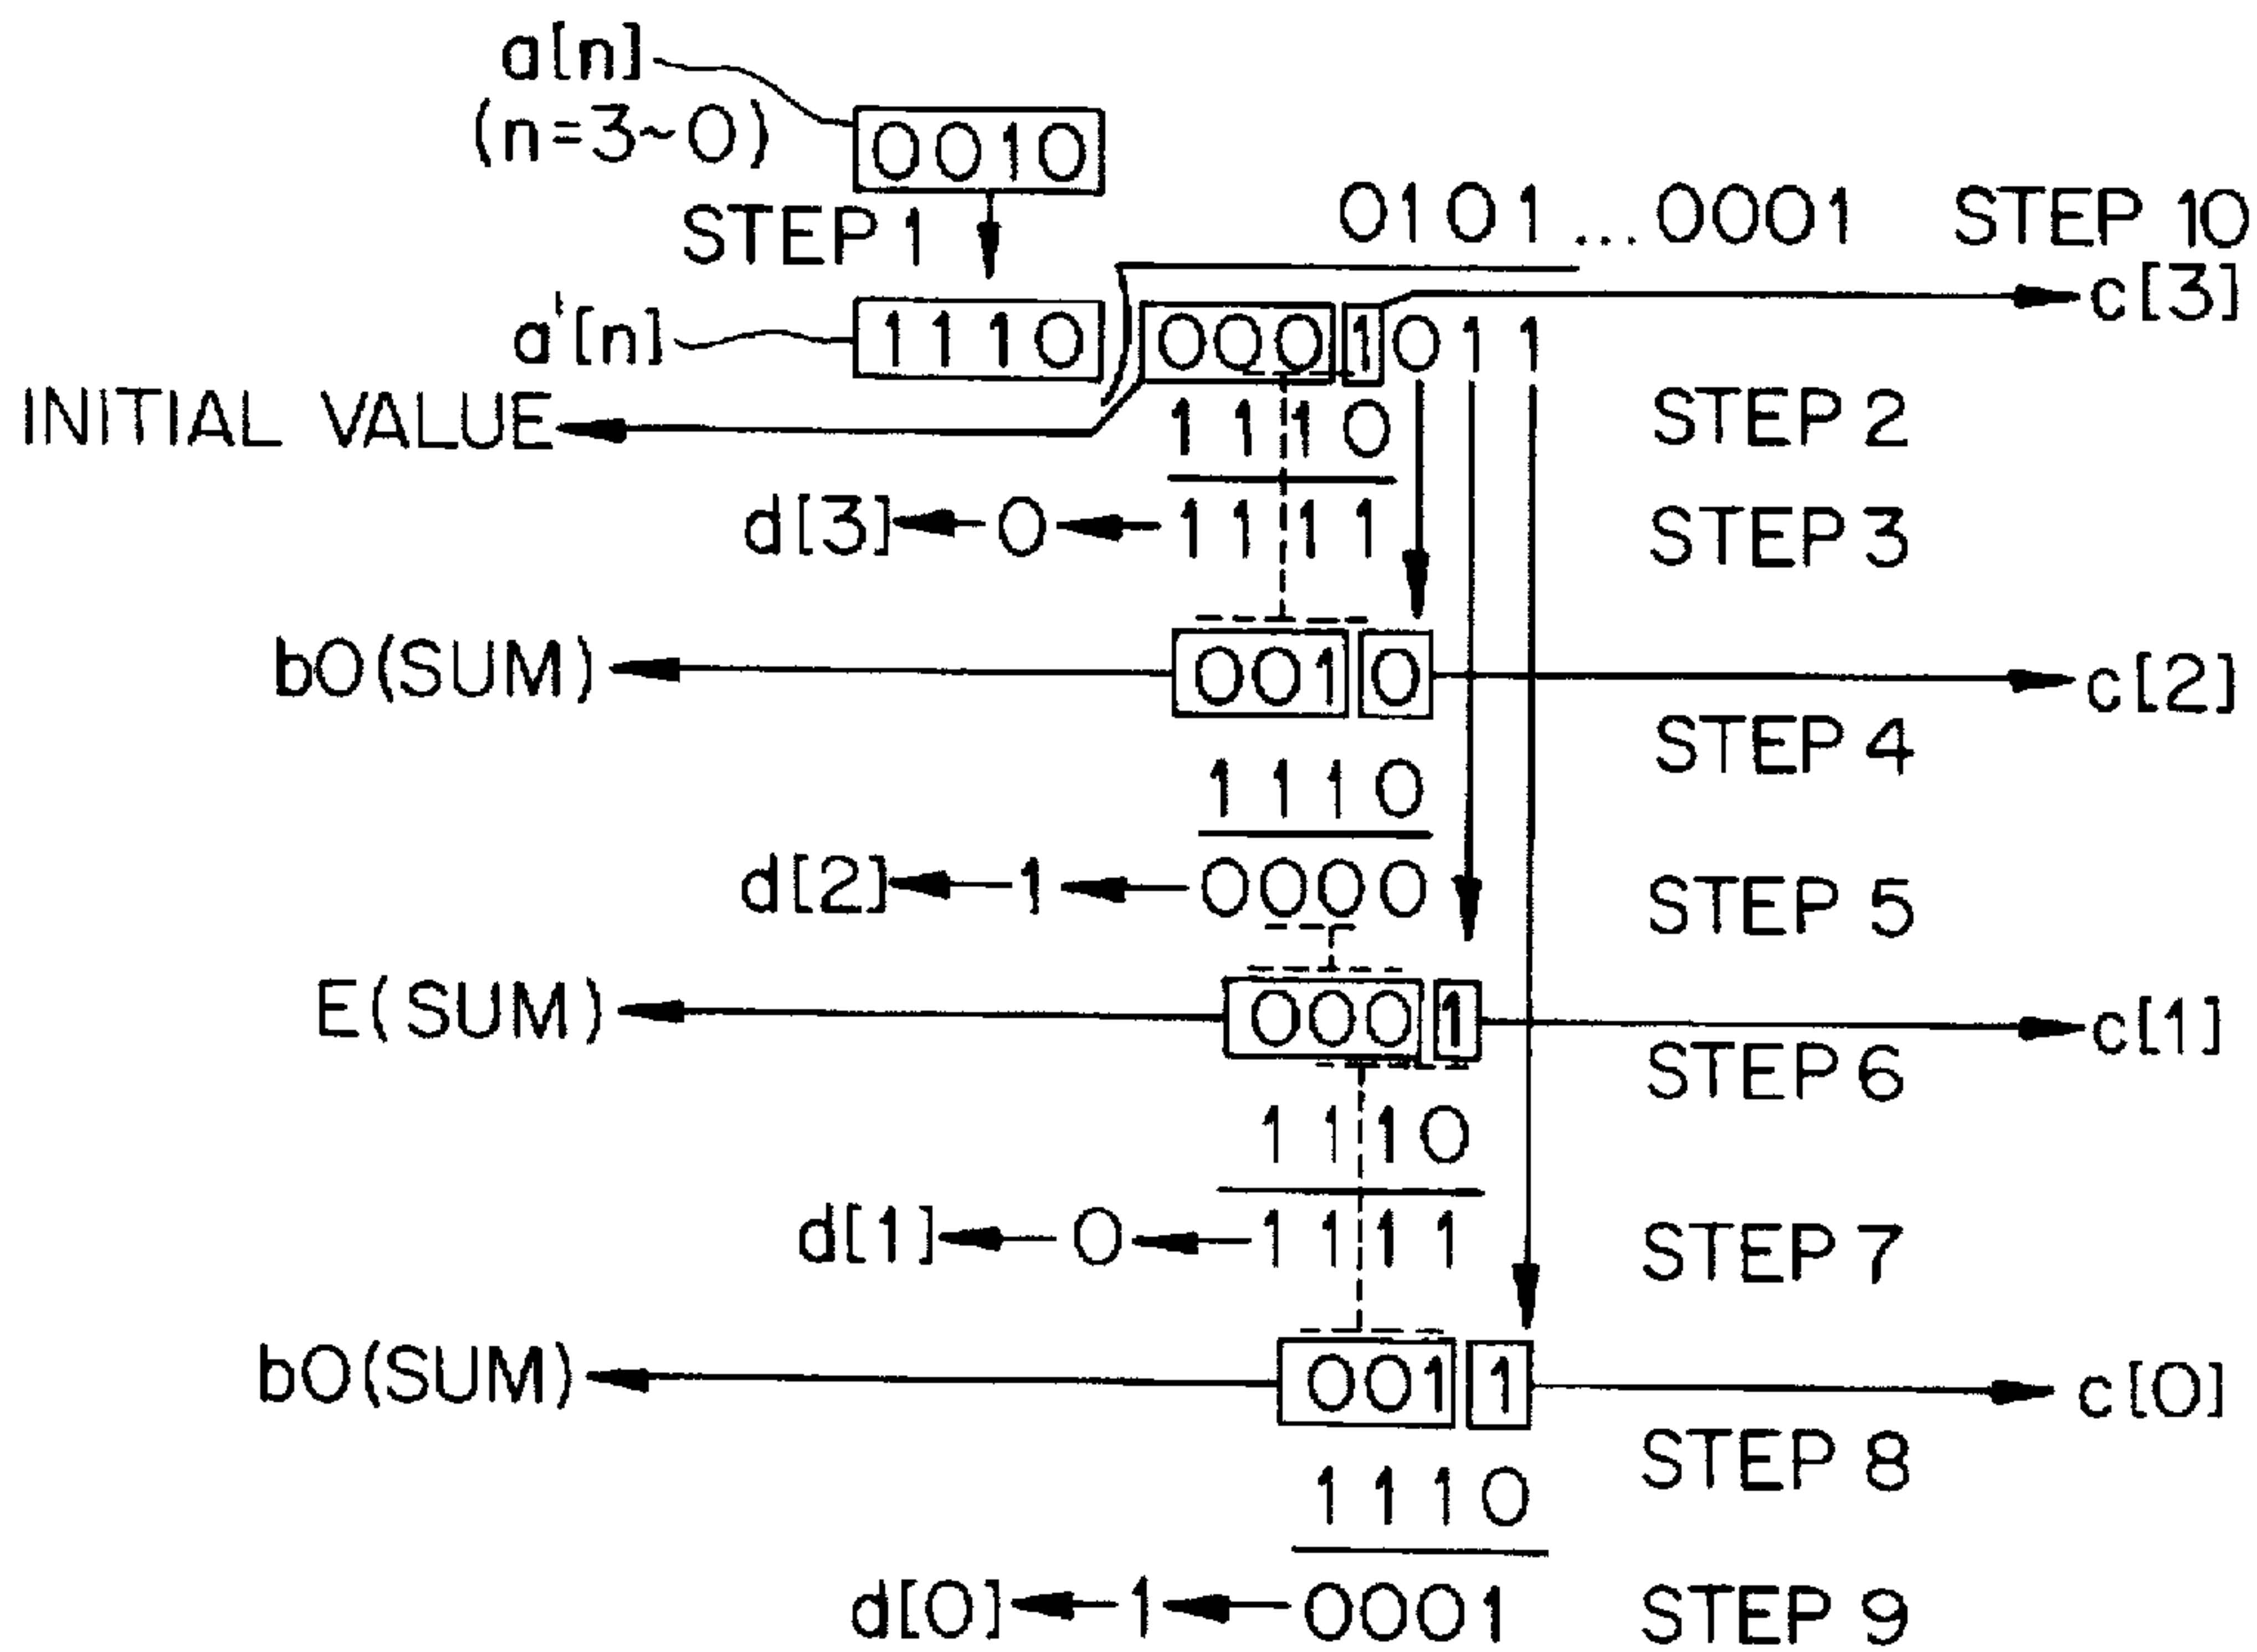 a[n]
(n=3~0)
0010
STEP 1
0101...0001 STEP 10
c[3]
a'[n] 1110 0001011
INITIAL VALUE 1110 STEP 2
d[3] 0 1111 STEP 3
bO(SUM) 0010 c[2]
STEP 4
1110
d[2] 1 0000 STEP 5
E(SUM) 0001 c[1]
STEP 6
1110
d[1] 0 1111 STEP 7
bO(SUM) 0011 c[0]
STEP 8
1110
d[0] 1 0001 STEP 9